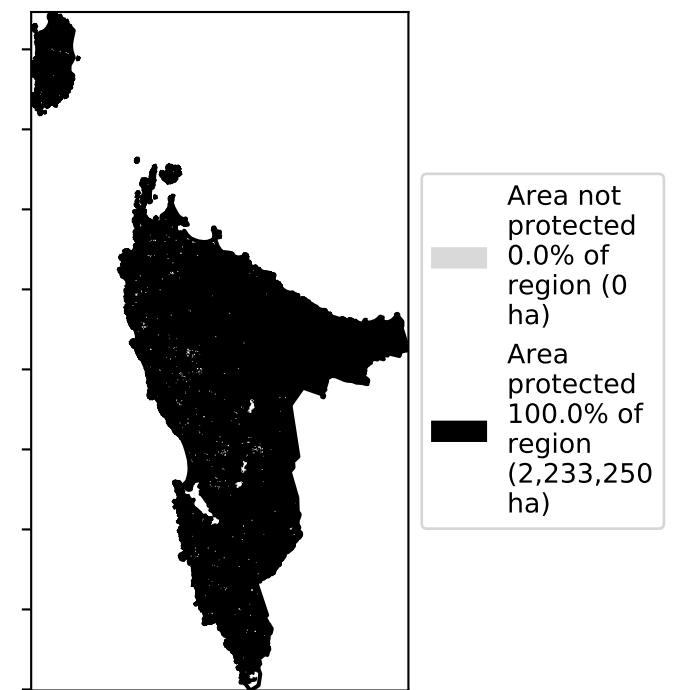 Area not
protected
0.0% of
region (0
ha)
Area
protected
100.0% of
region
(2,233,250
ha)